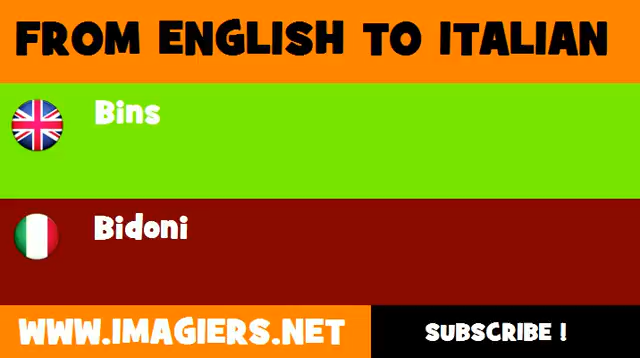 FROM ENGLISH TO ITALIAN
Bins
Bidoni
WWW.IMAGIERS.NET
SUBSCRIBE !